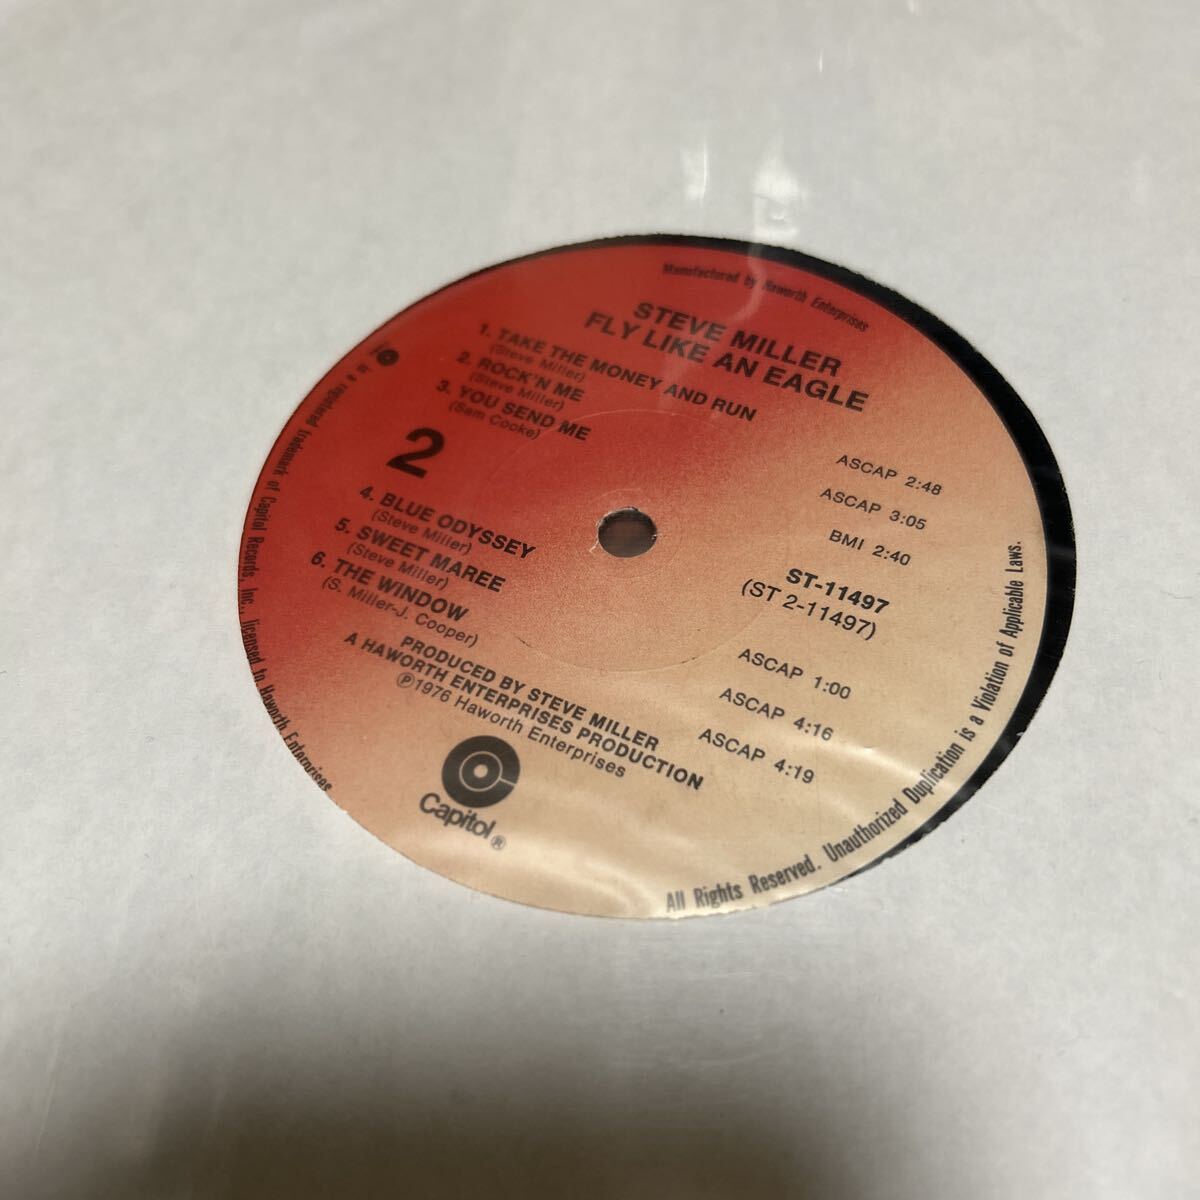 Manufactured by Haworth Enterprises
STEVE MILLER
FLY LIKE AN EAGLE
1. TAKE THE MONEY AND RUN
(Steve Miller)
ASCAP 2:48
2. ROCK'N ME
(Steve Miller)
ASCAP 3:05
3. YOU SEND ME
(Sam Cooke)
BMI 2:40
2
ST-11497
(ST 2-11497)
4. BLUE ODYSSEY
(Steve Miller)
ASCAP 1:00
5. SWEET MAREE
(Steve Miller)
ASCAP 4:16
6. THE WINDOW
(S. Miller-J. Cooper)
ASCAP 4:19
PRODUCED BY STEVE MILLER
A HAWORTH ENTERPRISES PRODUCTION
℗1976 Haworth Enterprises
Capitol®
is a registered trademark of Capitol Records, Inc., licensed to Haworth Enterprises
All Rights Reserved. Unauthorized Duplication is a Violation of Applicable Laws.